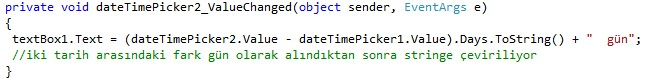 private void dateTimePicker2_ValueChanged(object sender, EventArgs e)
{
textBox1.Text = (dateTimePicker2.Value - dateTimePicker1.Value).Days.ToString() + "  gün";
//iki tarih arasındaki fark gün olarak alındıktan sonra stringe çeviriliyor
}